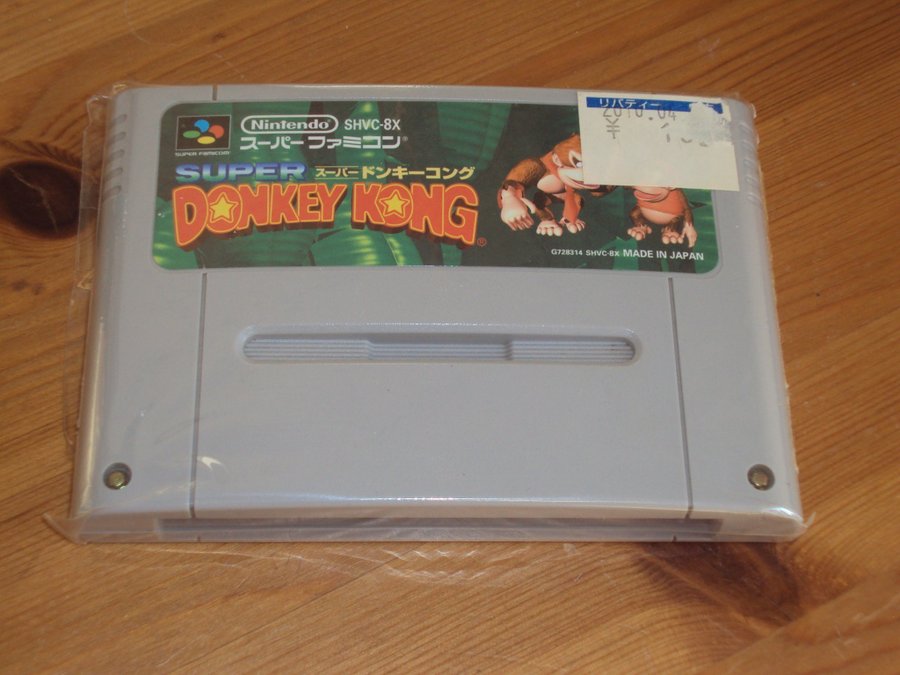 SUPER FAMICOM
Nintendo SHVC-8X
スーパーファミコン
SUPER スーパードンキーコング
DONKEY KONG
G728314 SHVC-8X MADE IN JAPAN
リバティー
¥